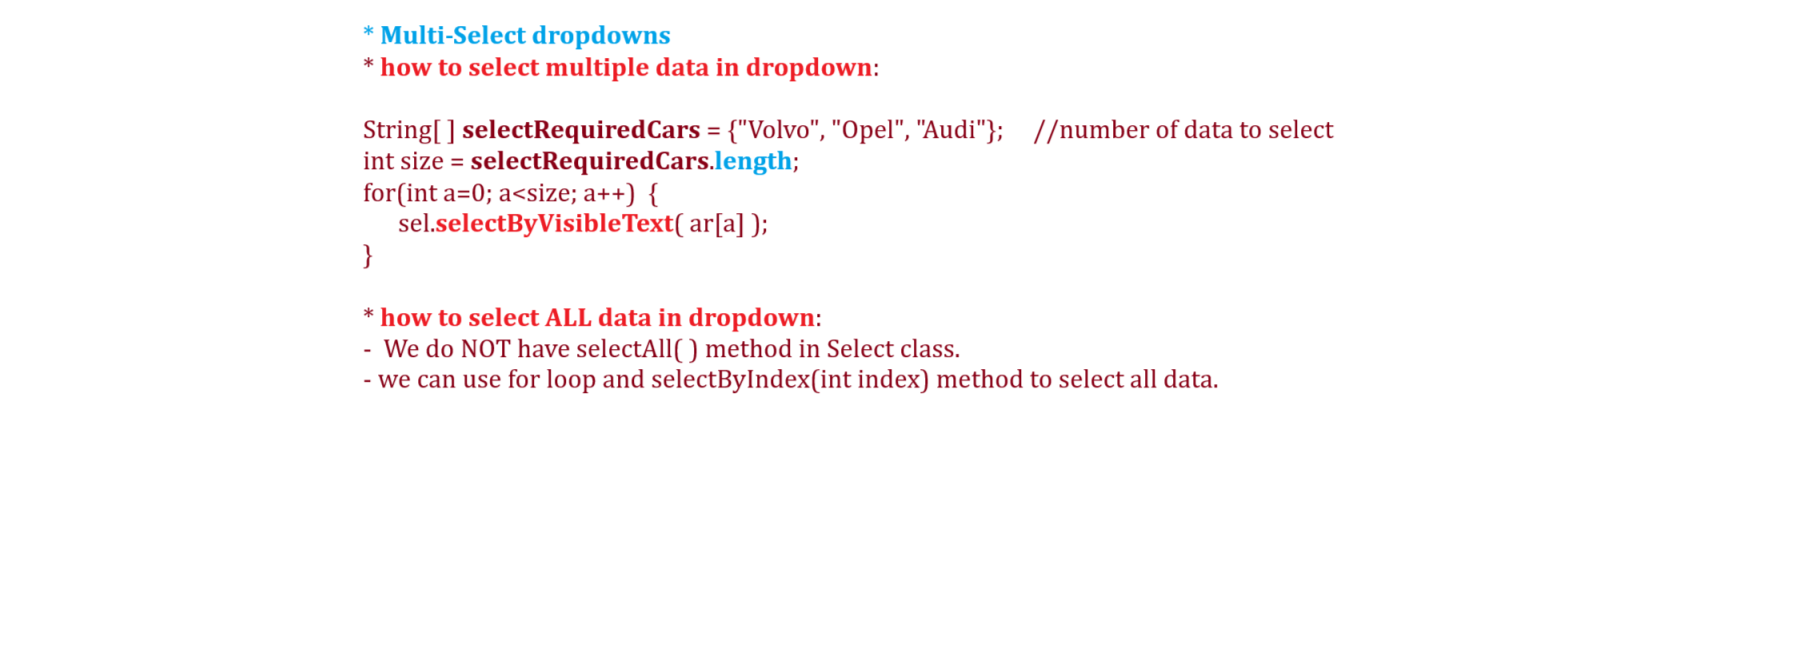 * Multi-Select dropdowns
* how to select multiple data in dropdown:
String[ ] selectRequiredCars = {"Volvo", "Opel", "Audi"}; //number of data to select
int size = selectRequiredCars.length;
for(int a=0; a<size; a++) {
sel.selectByVisibleText( ar[a] );
}
* how to select ALL data in dropdown:
- We do NOT have selectAll( ) method in Select class.
- we can use for loop and selectByIndex(int index) method to select all data.